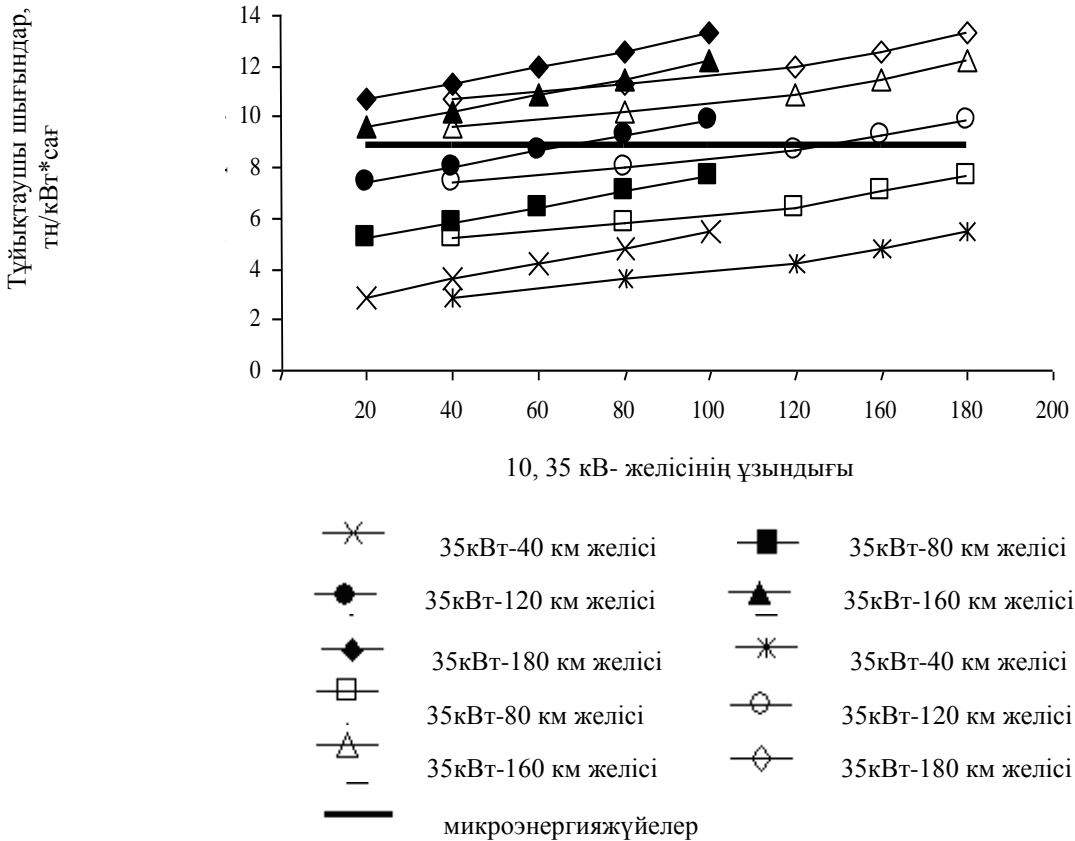 Тұйықтаушы шығындар,
тң/кВт*сағ
14
12
10
8
6
4
2
0
20 40 60 80 100 120 160 180 200
10, 35 кВ- желісінің ұзындығы
35кВт-40 км желісі
35кВт-80 км желісі
35кВт-120 км желісі
35кВт-160 км желісі
35кВт-180 км желісі
35кВт-40 км желісі
35кВт-80 км желісі
35кВт-120 км желісі
35кВт-160 км желісі
35кВт-180 км желісі
микроэнергияжүйелер